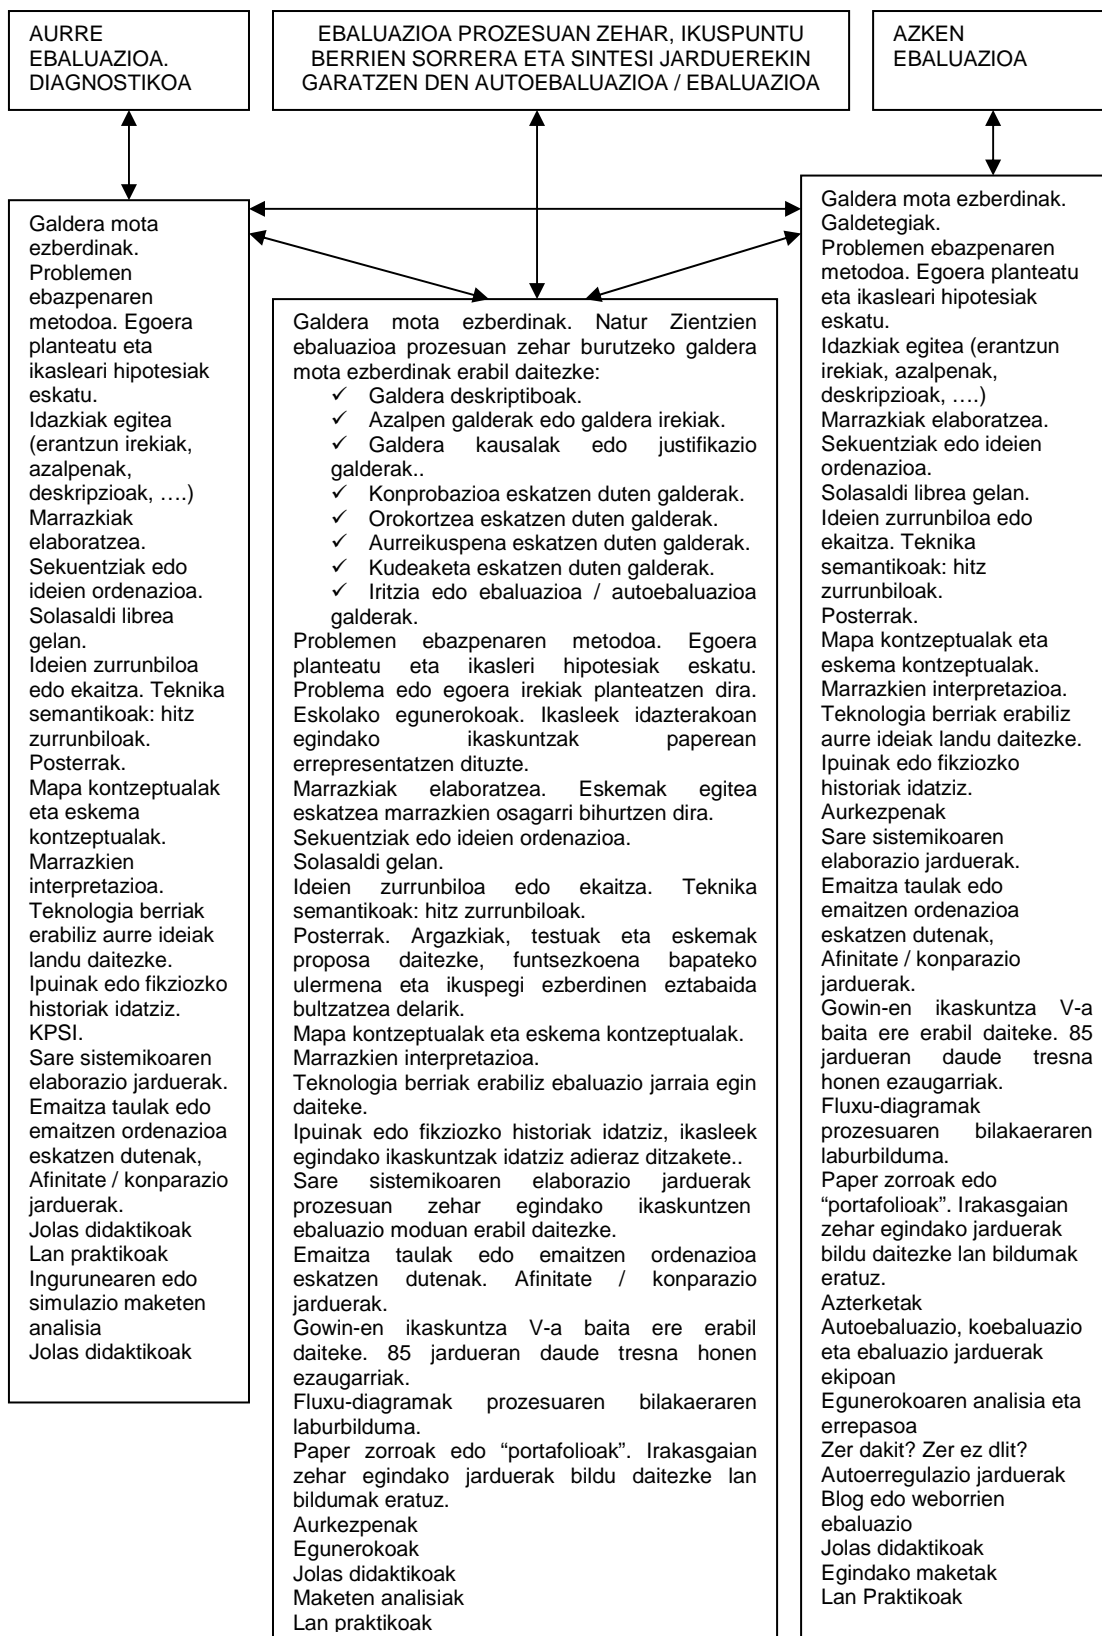 AURRE
EBALUAZIOA.
DIAGNOSTIKOA
EBALUAZIOA PROZESUAN ZEHAR, IKUSPUNTU
BERRIEN SORRERA ETA SINTESI JARDUEREKIN
GARATZEN DEN AUTOEBALUAZIOA / EBALUAZIOA
AZKEN
EBALUAZIOA
Galdera mota
ezberdinak.
Problemen
ebazpenaren
metodoa. Egoera
planteatu eta
ikasleari hipotesiak
eskatu.
Idazkiak egitea
(erantzun irekiak,
azalpenak,
deskripzioak, ….)
Marrazkiak
elaboratzea.
Sekuentziak edo
ideien ordenazioa.
Solasaldi librea
gelan.
Ideien zurrunbiloa
edo ekaitza. Teknika
semantikoak: hitz
zurrunbiloak.
Posterrak.
Mapa kontzeptualak
eta eskema
kontzeptualak.
Marrazkien
interpretazioa.
Teknologia berriak
erabiliz aurre ideiak
landu daitezke.
Ipuinak edo fikziozko
historiak idatziz.
KPSI.
Sare sistemikoaren
elaborazio jarduerak.
Emaitza taulak edo
emaitzen ordenazioa
eskatzen dutenak,
Afinitate / konparazio
jarduerak.
Jolas didaktikoak
Lan praktikoak
Ingurunearen edo
simulazio maketen
analisia
Jolas didaktikoak
Galdera mota ezberdinak. Natur Zientzien
ebaluazioa prozesuan zehar burutzeko galdera
mota ezberdinak erabil daitezke:
✓ Galdera deskriptiboak.
✓ Azalpen galderak edo galdera irekiak.
✓ Galdera kausalak edo justifikazio
galderak..
✓ Konprobazioa eskatzen duten galderak.
✓ Orokortzea eskatzen duten galderak.
✓ Aurreikuspena eskatzen duten galderak.
✓ Kudeaketa eskatzen duten galderak.
✓ Iritzia edo ebaluazioa / autoebaluazioa
galderak.
Problemen ebazpenaren metodoa. Egoera
planteatu eta ikasleri hipotesiak eskatu.
Problema edo egoera irekiak planteatzen dira.
Eskolako egunerokoak. Ikasleek idazterakoan
egindako ikaskuntzak paperean
errepresentatzen dituzte.
Marrazkiak elaboratzea. Eskemak egitea
eskatzea marrazkien osagarri bihurtzen dira.
Sekuentziak edo ideien ordenazioa.
Solasaldi gelan.
Ideien zurrunbiloa edo ekaitza. Teknika
semantikoak: hitz zurrunbiloak.
Posterrak. Argazkiak, testuak eta eskemak
proposa daitezke, funtsezkoena bapateko
ulermena eta ikuspegi ezberdinen eztabaida
bultzatzea delarik.
Mapa kontzeptualak eta eskema kontzeptualak.
Marrazkien interpretazioa.
Teknologia berriak erabiliz ebaluazio jarraia egin
daiteke.
Ipuinak edo fikziozko historiak idatziz, ikasleek
egindako ikaskuntzak idatziz adieraz ditzakete..
Sare sistemikoaren elaborazio jarduerak
prozesuan zehar egindako ikaskuntzen
ebaluazio moduan erabil daitezke.
Emaitza taulak edo emaitzen ordenazioa
eskatzen dutenak. Afinitate / konparazio
jarduerak.
Gowin-en ikaskuntza V-a baita ere erabil
daiteke. 85 jardueran daude tresna honen
ezaugarriak.
Fluxu-diagramak prozesuaren bilakaeraren
laburbilduma.
Paper zorroak edo “portafolioak”. Irakasgaian
zehar egindako jarduerak bildu daitezke lan
bildumak eratuz.
Aurkezpenak
Egunerokoak
Jolas didaktikoak
Maketen analisiak
Lan praktikoak
Galdera mota ezberdinak.
Galdetegiak.
Problemen ebazpenaren
metodoa. Egoera planteatu
eta ikasleari hipotesiak
eskatu.
Idazkiak egitea (erantzun
irekiak, azalpenak,
deskripzioak, ….)
Marrazkiak elaboratzea.
Sekuentziak edo ideien
ordenazioa.
Solasaldi librea gelan.
Ideien zurrunbiloa edo
ekaitza. Teknika
semantikoak: hitz
zurrunbiloak.
Posterrak.
Mapa kontzeptualak eta
eskema kontzeptualak.
Marrazkien interpretazioa.
Teknologia berriak erabiliz
aurre ideiak landu daitezke.
Ipuinak edo fikziozko
historiak idatziz.
Aurkezpenak
Sare sistemikoaren
elaborazio jarduerak.
Emaitza taulak edo
emaitzen ordenazioa
eskatzen dutenak,
Afinitate / konparazio
jarduerak.
Gowin-en ikaskuntza V-a
baita ere erabil daiteke. 85
jardueran daude tresna
honen ezaugarriak.
Fluxu-diagramak
prozesuaren bilakaeraren
laburbilduma.
Paper zorroak edo
“portafolioak”. Irakasgaian
zehar egindako jarduerak
bildu daitezke lan bildumak
eratuz.
Azterketak
Autoebaluazio, koebaluazio
eta ebaluazio jarduerak
ekipoan
Egunerokoaren analisia eta
errepasoa
Zer dakit? Zer ez dlit?
Autoerregulazio jarduerak
Blog edo weborrien
ebaluazio
Jolas didaktikoak
Egindako maketak
Lan Praktikoak